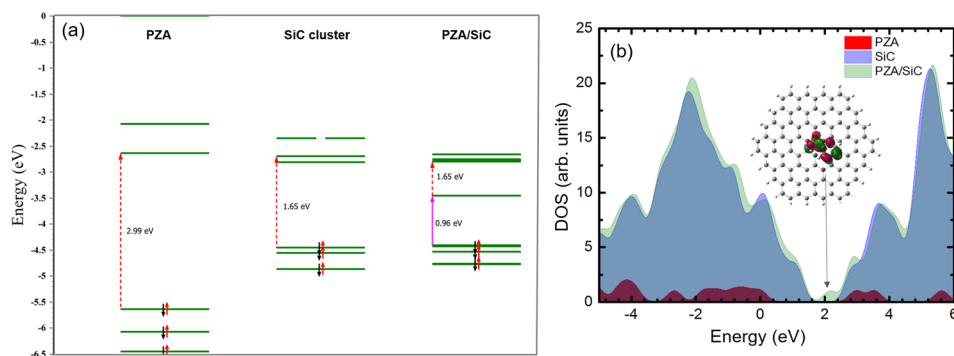 (a)
PZA
SiC cluster
PZA/SiC
Energy (eV)
0
-0.5
-1
-1.5
-2
-2.5
-3
-3.5
-4
-4.5
-5
-5.5
-6
-6.5
2.99 eV
1.65 eV
1.65 eV
0.96 eV
(b)
PZA
SiC
PZA/SiC
DOS (arb. units)
25
20
15
10
5
0
-4 -2 0 2 4 6
Energy (eV)